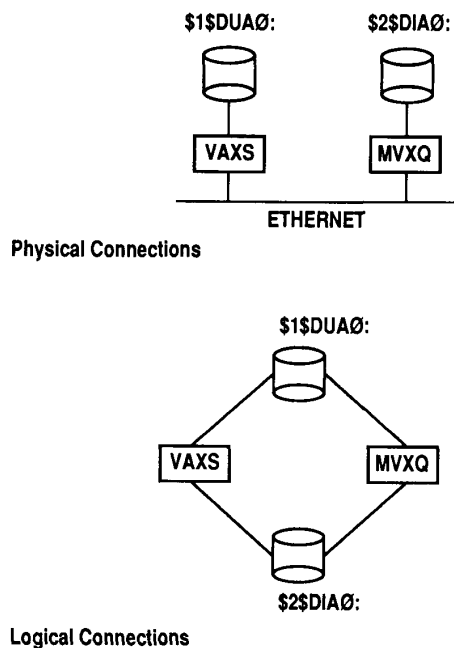 $1$DUAØ: $2$DIAØ:
VAXS MVXQ
ETHERNET
Physical Connections
$1$DUAØ:
VAXS MVXQ
$2$DIAØ:
Logical Connections